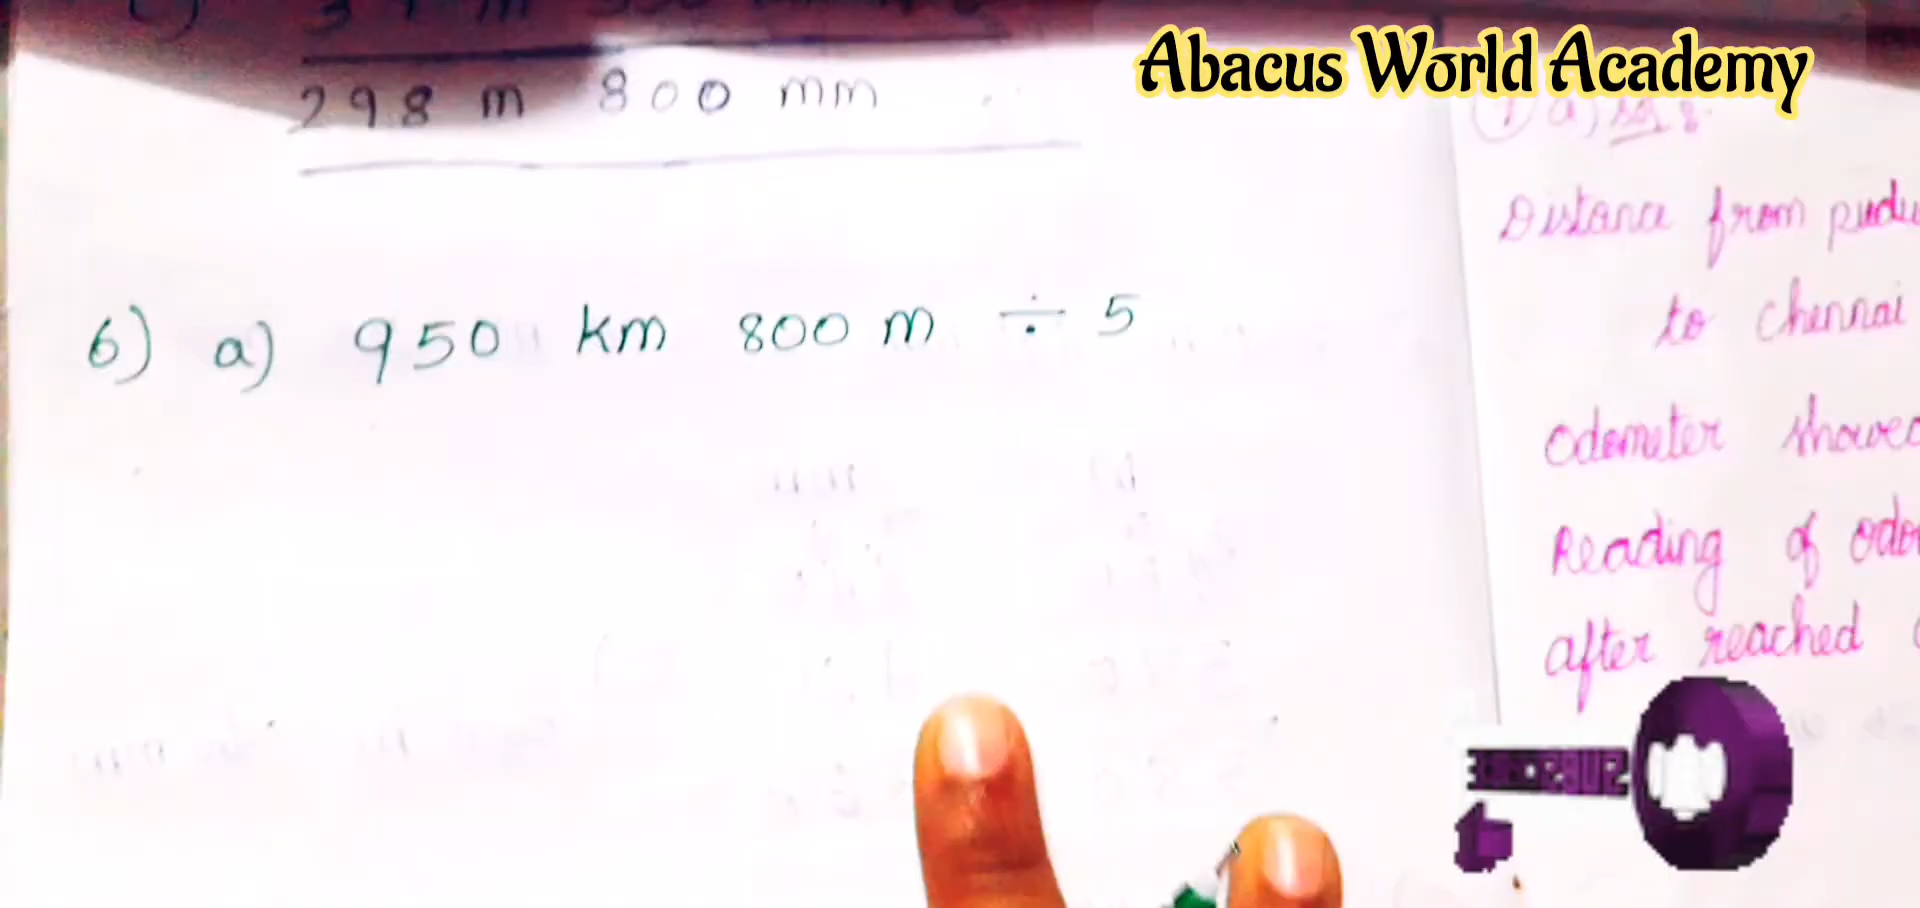 Abacus World Academy
298 m 800 mm
6) a) 950 km 800 m ÷ 5
Distance from
to Chennai
Odometer
Reading of
after reached